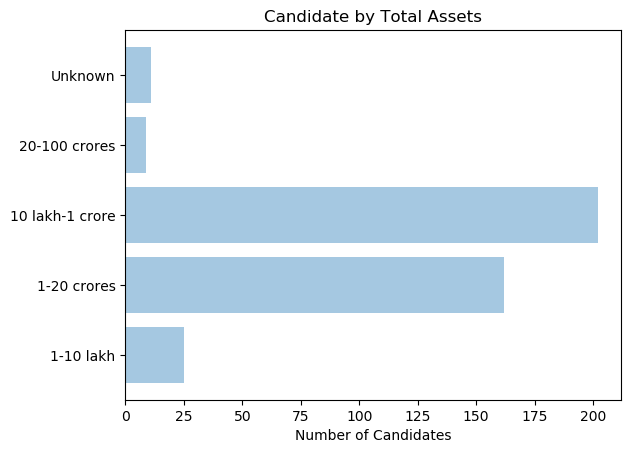 Candidate by Total Assets
Unknown
20-100 crores
10 lakh-1 crore
1-20 crores
1-10 lakh
0 25 50 75 100 125 150 175 200
Number of Candidates